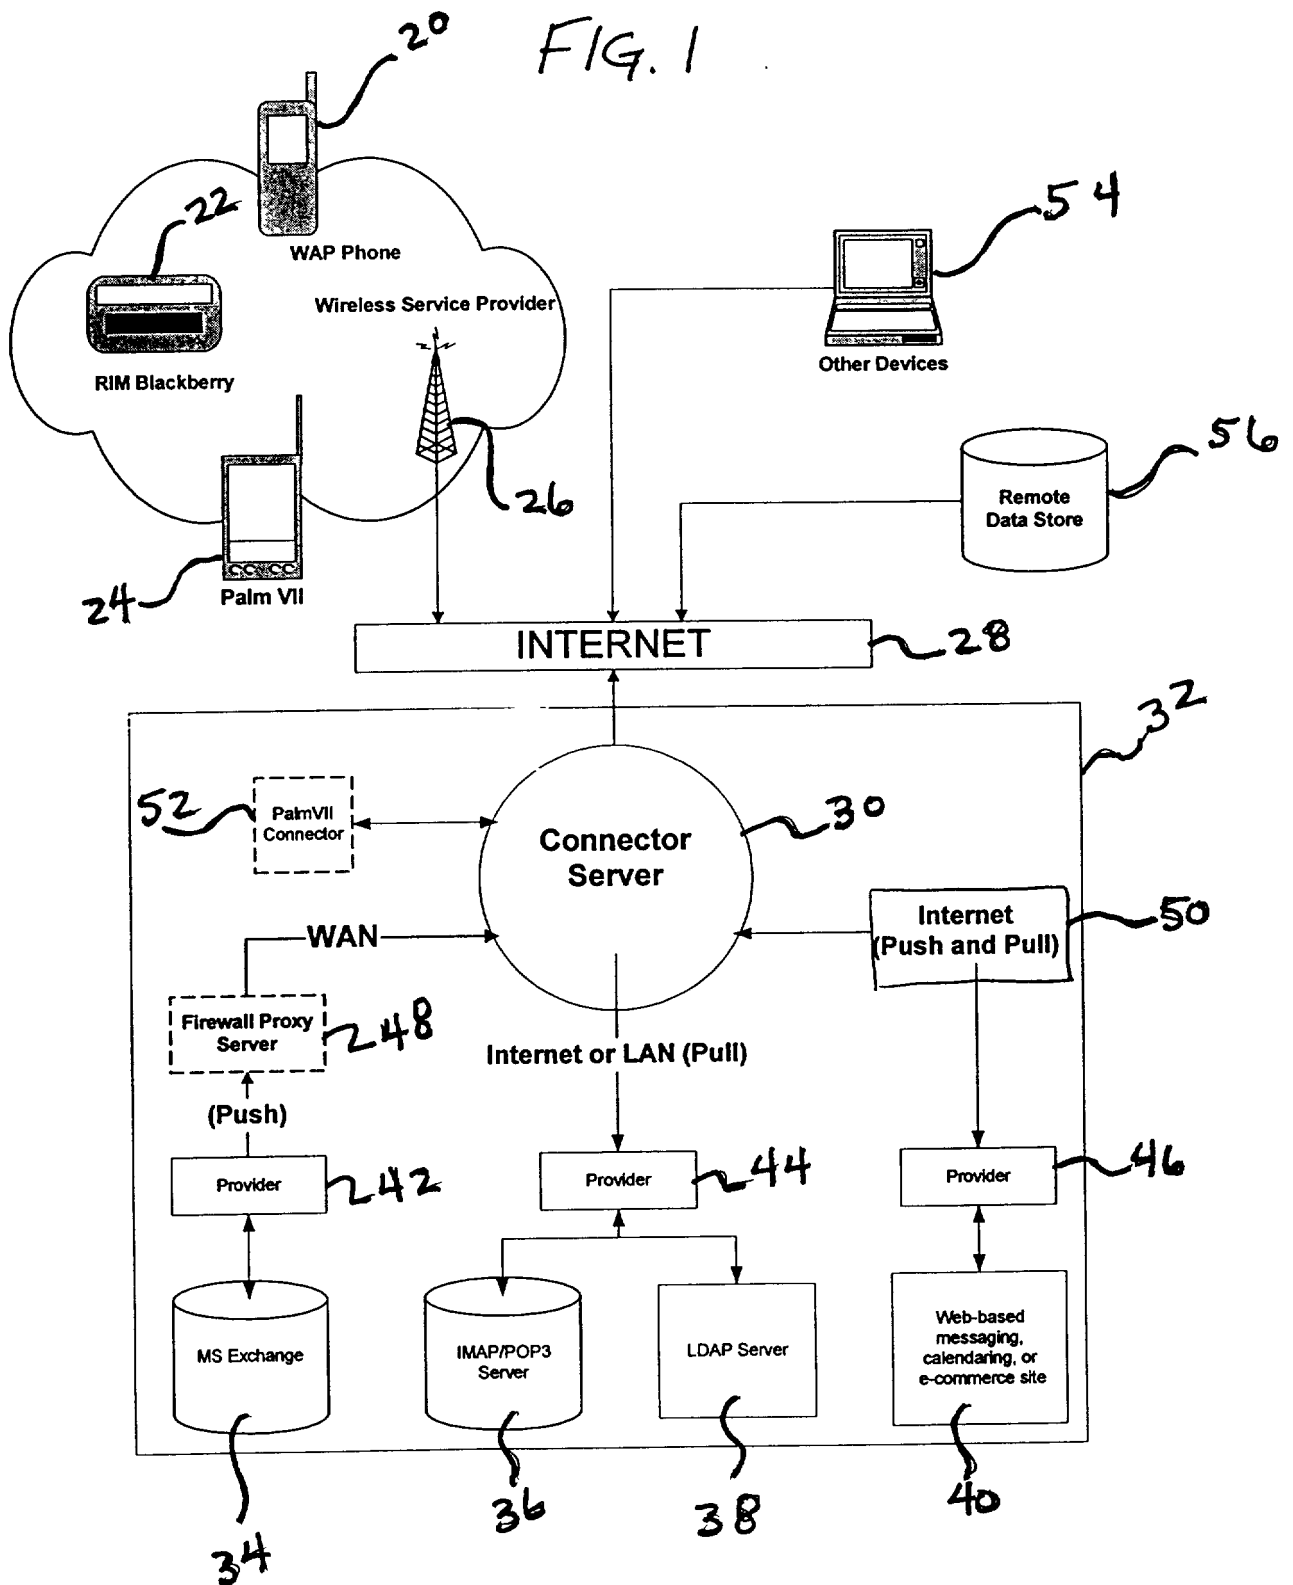 FIG. 1
20
22
WAP Phone
54
Wireless Service Provider
RIM Blackberry
Other Devices
56
26
Remote
Data Store
24
Palm VII
INTERNET
28
32
52
PalmVII
Connector
30
Connector
Server
WAN
Internet
(Push and Pull)
50
Firewall Proxy
Server
48
Internet or LAN (Pull)
(Push)
Provider
42
Provider
44
Provider
46
MS Exchange
IMAP/POP3
Server
LDAP Server
Web-based
messaging,
calendaring, or
e-commerce site
34
36
38
40